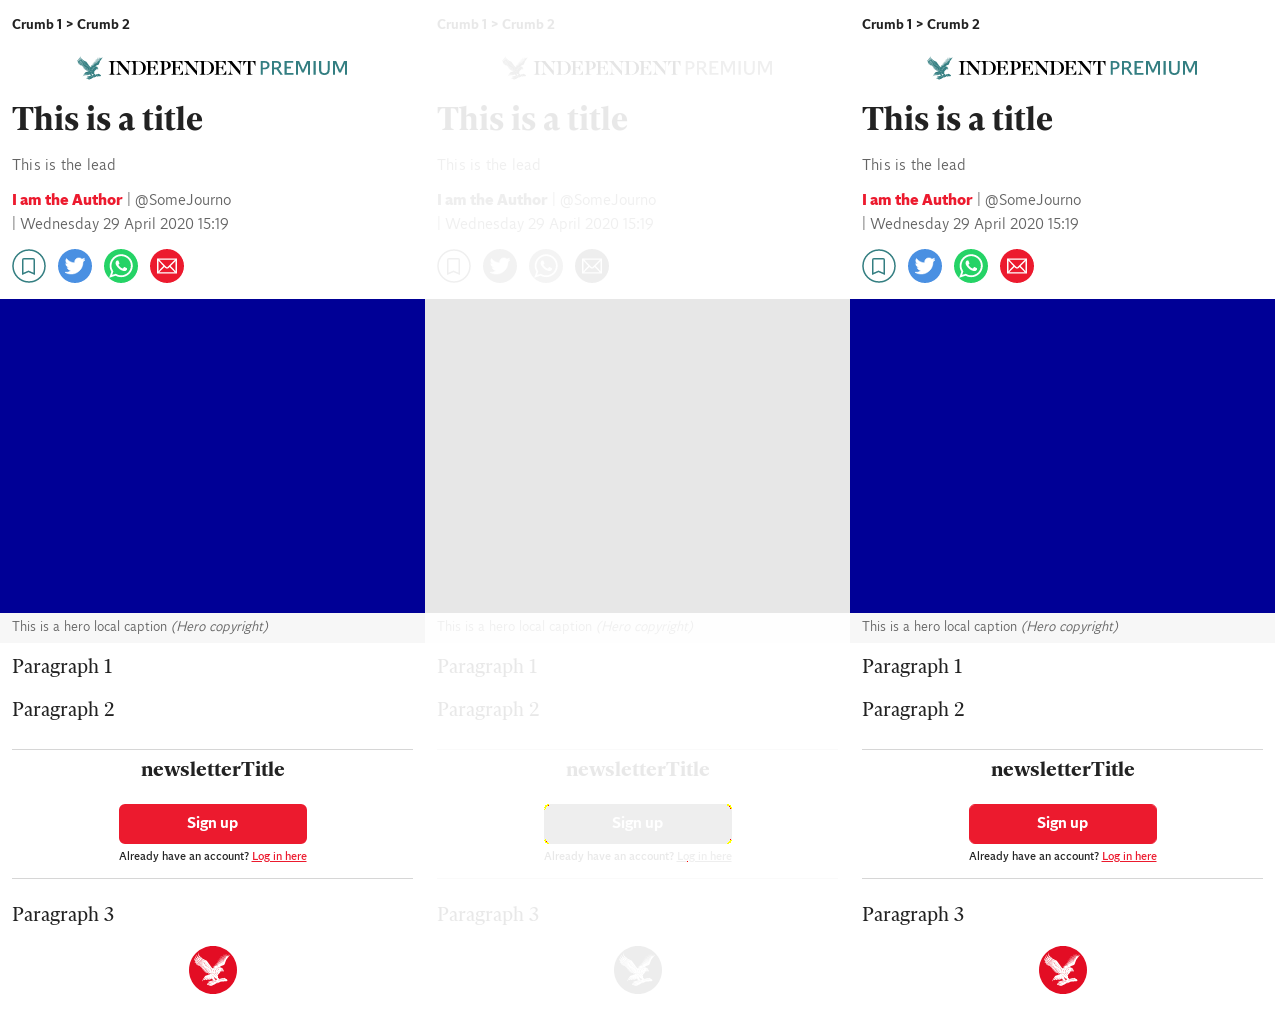 Crumb 1 > Crumb 2
INDEPENDENT PREMIUM
This is a title
This is the lead
I am the Author | @SomeJourno
| Wednesday 29 April 2020 15:19
This is a hero local caption (Hero copyright)
Paragraph 1
Paragraph 2
newsletterTitle
Sign up
Already have an account? Log in here
Paragraph 3
Crumb 1 > Crumb 2
INDEPENDENT PREMIUM
This is a title
This is the lead
I am the Author | @SomeJourno
| Wednesday 29 April 2020 15:19
This is a hero local caption (Hero copyright)
Paragraph 1
Paragraph 2
newsletterTitle
Sign up
Already have an account? Log in here
Paragraph 3
Crumb 1 > Crumb 2
INDEPENDENT PREMIUM
This is a title
This is the lead
I am the Author | @SomeJourno
| Wednesday 29 April 2020 15:19
This is a hero local caption (Hero copyright)
Paragraph 1
Paragraph 2
newsletterTitle
Sign up
Already have an account? Log in here
Paragraph 3